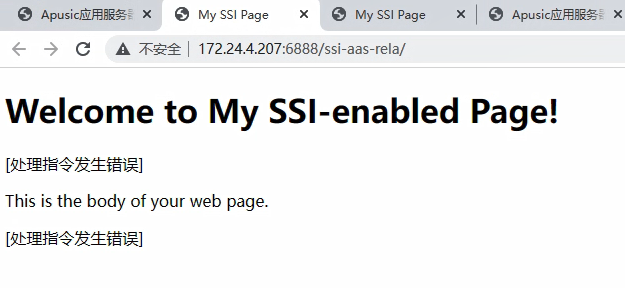 Apusic应用服务器
My SSI Page
My SSI Page
Apusic应用服务器
不安全 172.24.4.207:6888/ssi-aas-rela/
Welcome to My SSI-enabled Page!
[处理指令发生错误]
This is the body of your web page.
[处理指令发生错误]